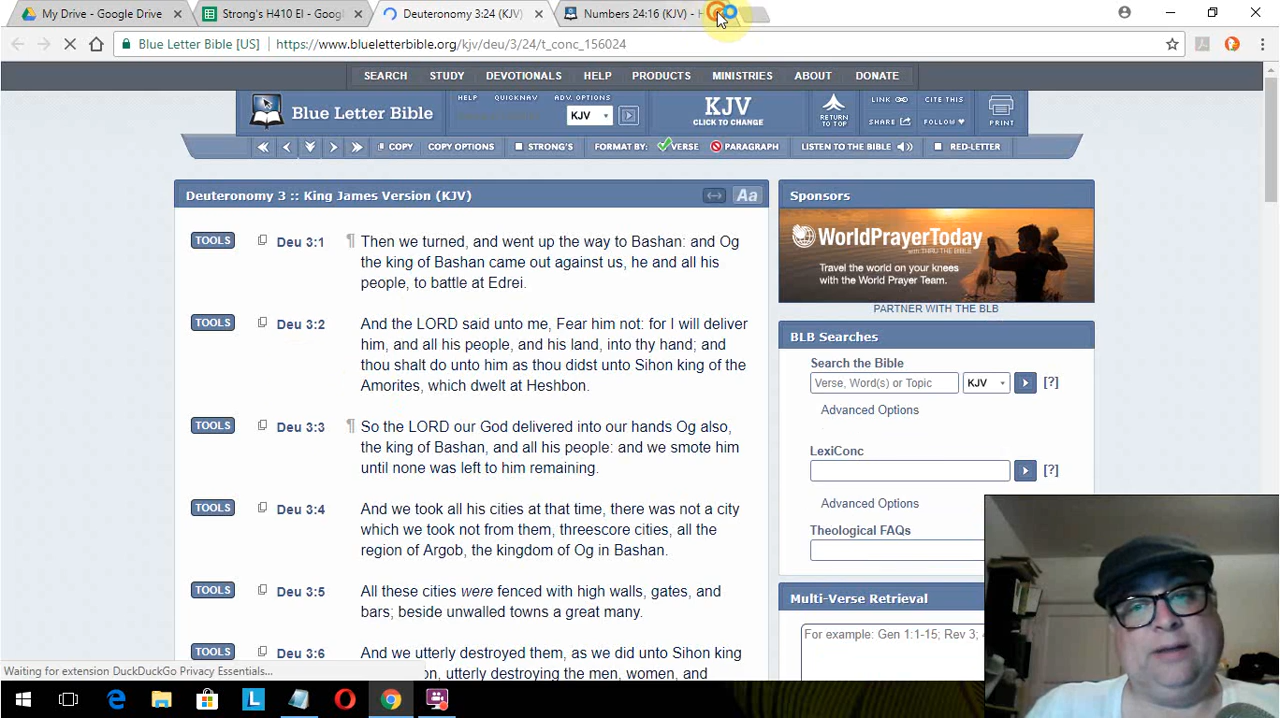 My Drive - Google Drive
Strong's H410 El - Googl
Deuteronomy 3:24 (KJV)
Numbers 24:16 (KJV) - H
Blue Letter Bible [US]
https://www.blueletterbible.org/kjv/deu/3/24/t_conc_156024
SEARCH STUDY DEVOTIONALS HELP PRODUCTS MINISTRIES ABOUT DONATE
Blue Letter Bible
HELP QUICKNAV ADV. OPTIONS
KJV
KJV
CLICK TO CHANGE
RETURN
TO TOP
LINK
CITE THIS
SHARE
FOLLOW
PRINT
COPY COPY OPTIONS STRONG'S FORMAT BY: VERSE PARAGRAPH LISTEN TO THE BIBLE RED-LETTER
Deuteronomy 3 :: King James Version (KJV)
Aa
TOOLS Deu 3:1 ¶ Then we turned, and went up the way to Bashan: and Og
the king of Bashan came out against us, he and all his
people, to battle at Edrei.
TOOLS Deu 3:2 And the LORD said unto me, Fear him not: for I will deliver
him, and all his people, and his land, into thy hand; and
thou shalt do unto him as thou didst unto Sihon king of the
Amorites, which dwelt at Heshbon.
TOOLS Deu 3:3 ¶ So the LORD our God delivered into our hands Og also,
the king of Bashan, and all his people: and we smote him
until none was left to him remaining.
TOOLS Deu 3:4 And we took all his cities at that time, there was not a city
which we took not from them, threescore cities, all the
region of Argob, the kingdom of Og in Bashan.
TOOLS Deu 3:5 All these cities were fenced with high walls, gates, and
bars; beside unwalled towns a great many.
TOOLS Deu 3:6 And we utterly destroyed them, as we did unto Sihon king
on, utterly destroying the men, women, and
Sponsors
WorldPrayerToday
with THRU THE BIBLE
Travel the world on your knees
with the World Prayer Team.
PARTNER WITH THE BLB
BLB Searches
Search the Bible
Verse, Word(s) or Topic KJV [?]
Advanced Options
LexiConc
[?]
Advanced Options
Theological FAQs
Multi-Verse Retrieval
For example: Gen 1:1-15; Rev 3;
Waiting for extension DuckDuckGo Privacy Essentials...